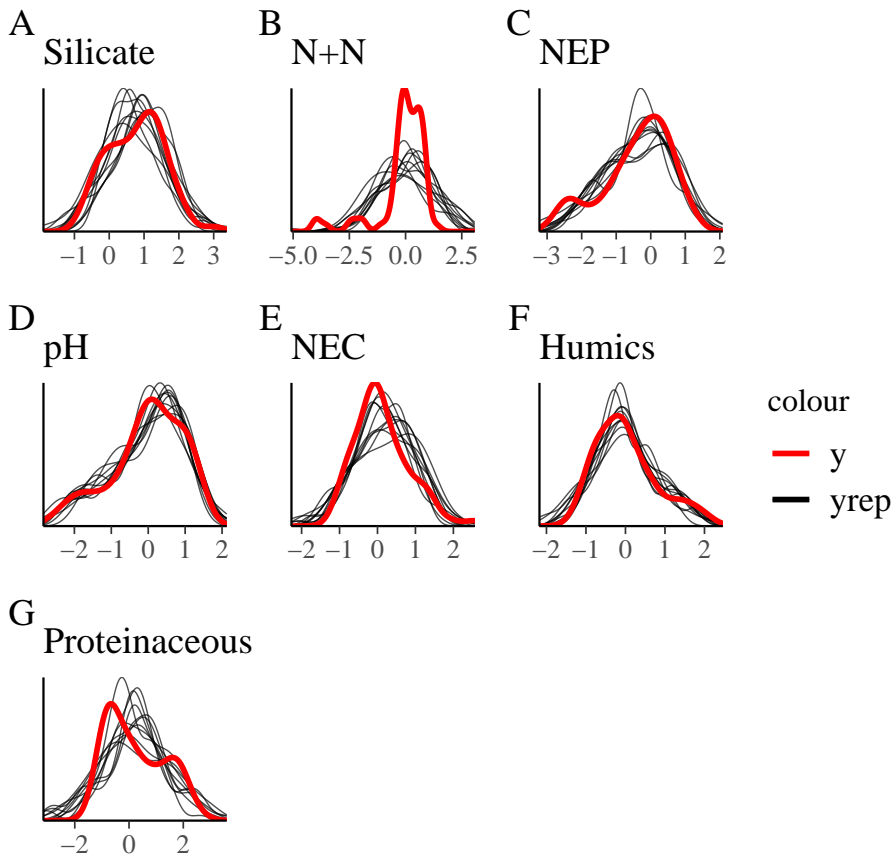 A B C
Silicate N+N NEP
−1 0 1 2 3 −5.0 −2.5 0.0 2.5 −3 −2 −1 0 1 2
D E F
pH NEC Humics
−2 −1 0 1 2 −2 0 2 −2 −1 0 1 2
colour
y
yrep
G
Proteinaceous
−2 0 2